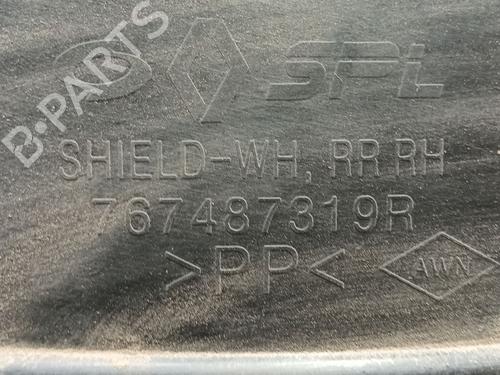 B-PARTS
SPL
SHIELD-WH, RR RH
767487319R
>PP<
AWN